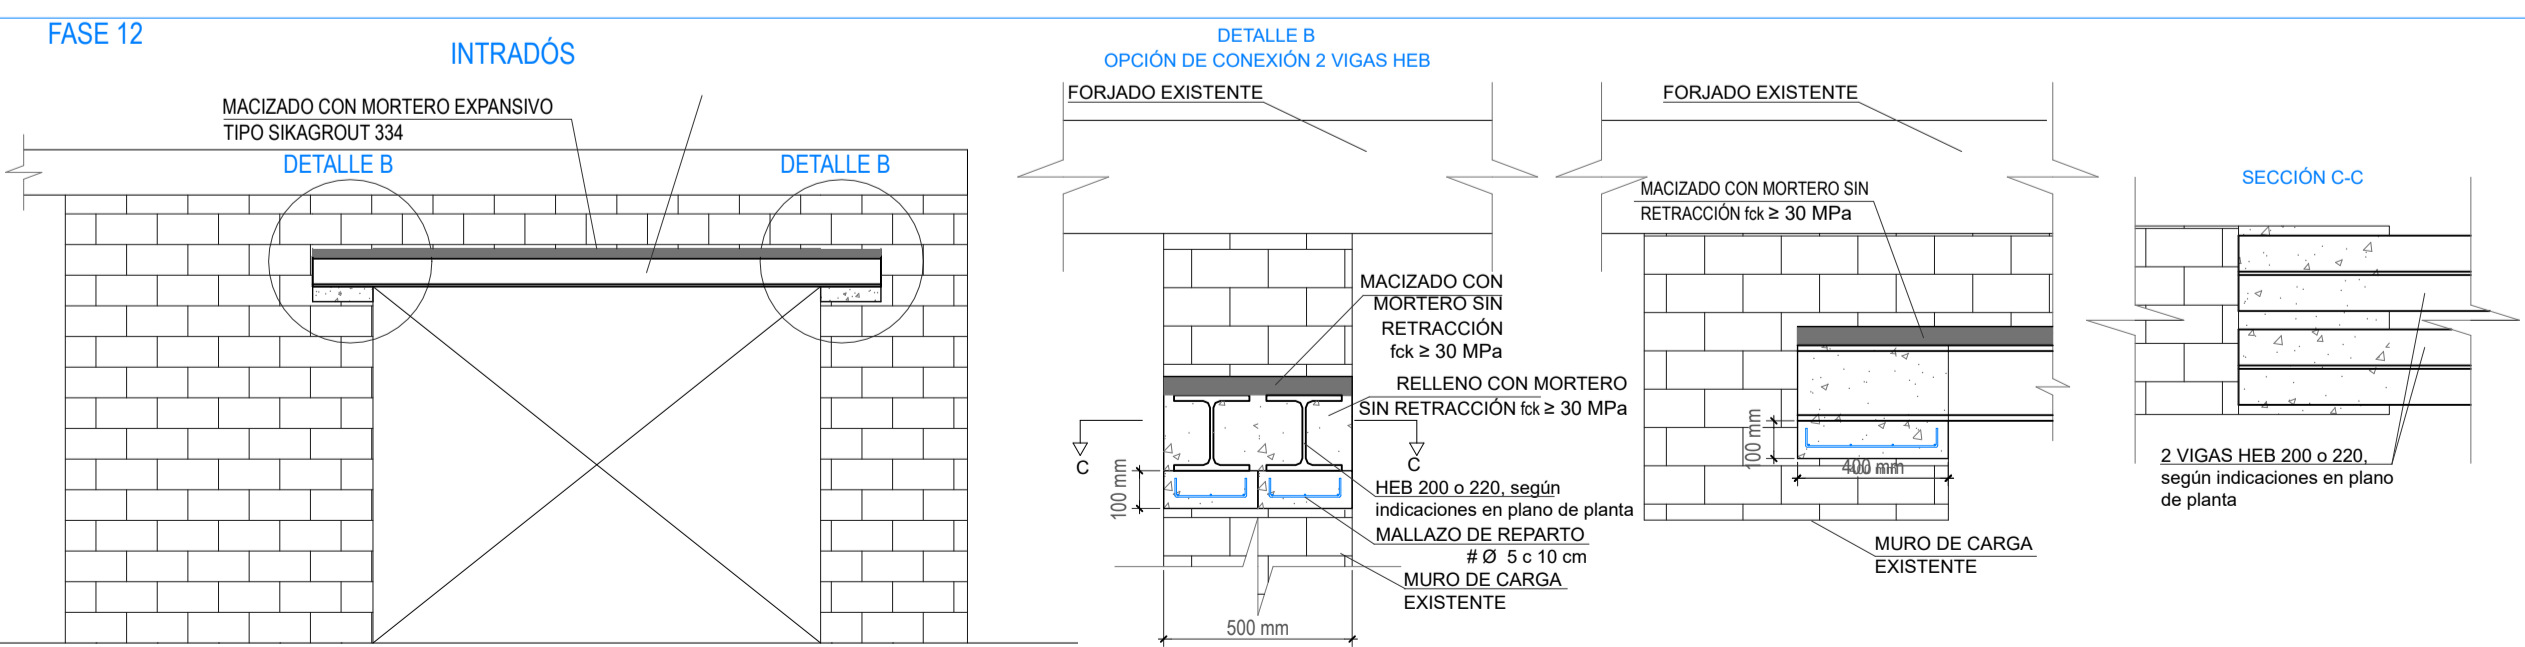 FASE 12
INTRADÓS
MACIZADO CON MORTERO EXPANSIVO
TIPO SIKAGROUT 334
DETALLE B
DETALLE B
DETALLE B
OPCIÓN DE CONEXIÓN 2 VIGAS HEB
FORJADO EXISTENTE
MACIZADO CON
MORTERO SIN
RETRACCIÓN
fck ≥ 30 MPa
RELLENO CON MORTERO
SIN RETRACCIÓN fck ≥ 30 MPa
C
C
100 mm
HEB 200 o 220, según
indicaciones en plano de planta
MALLAZO DE REPARTO
# Ø 5 c 10 cm
MURO DE CARGA
EXISTENTE
500 mm
FORJADO EXISTENTE
MACIZADO CON MORTERO SIN
RETRACCIÓN fck ≥ 30 MPa
100 mm
400 mm
MURO DE CARGA
EXISTENTE
SECCIÓN C-C
2 VIGAS HEB 200 o 220,
según indicaciones en plano
de planta